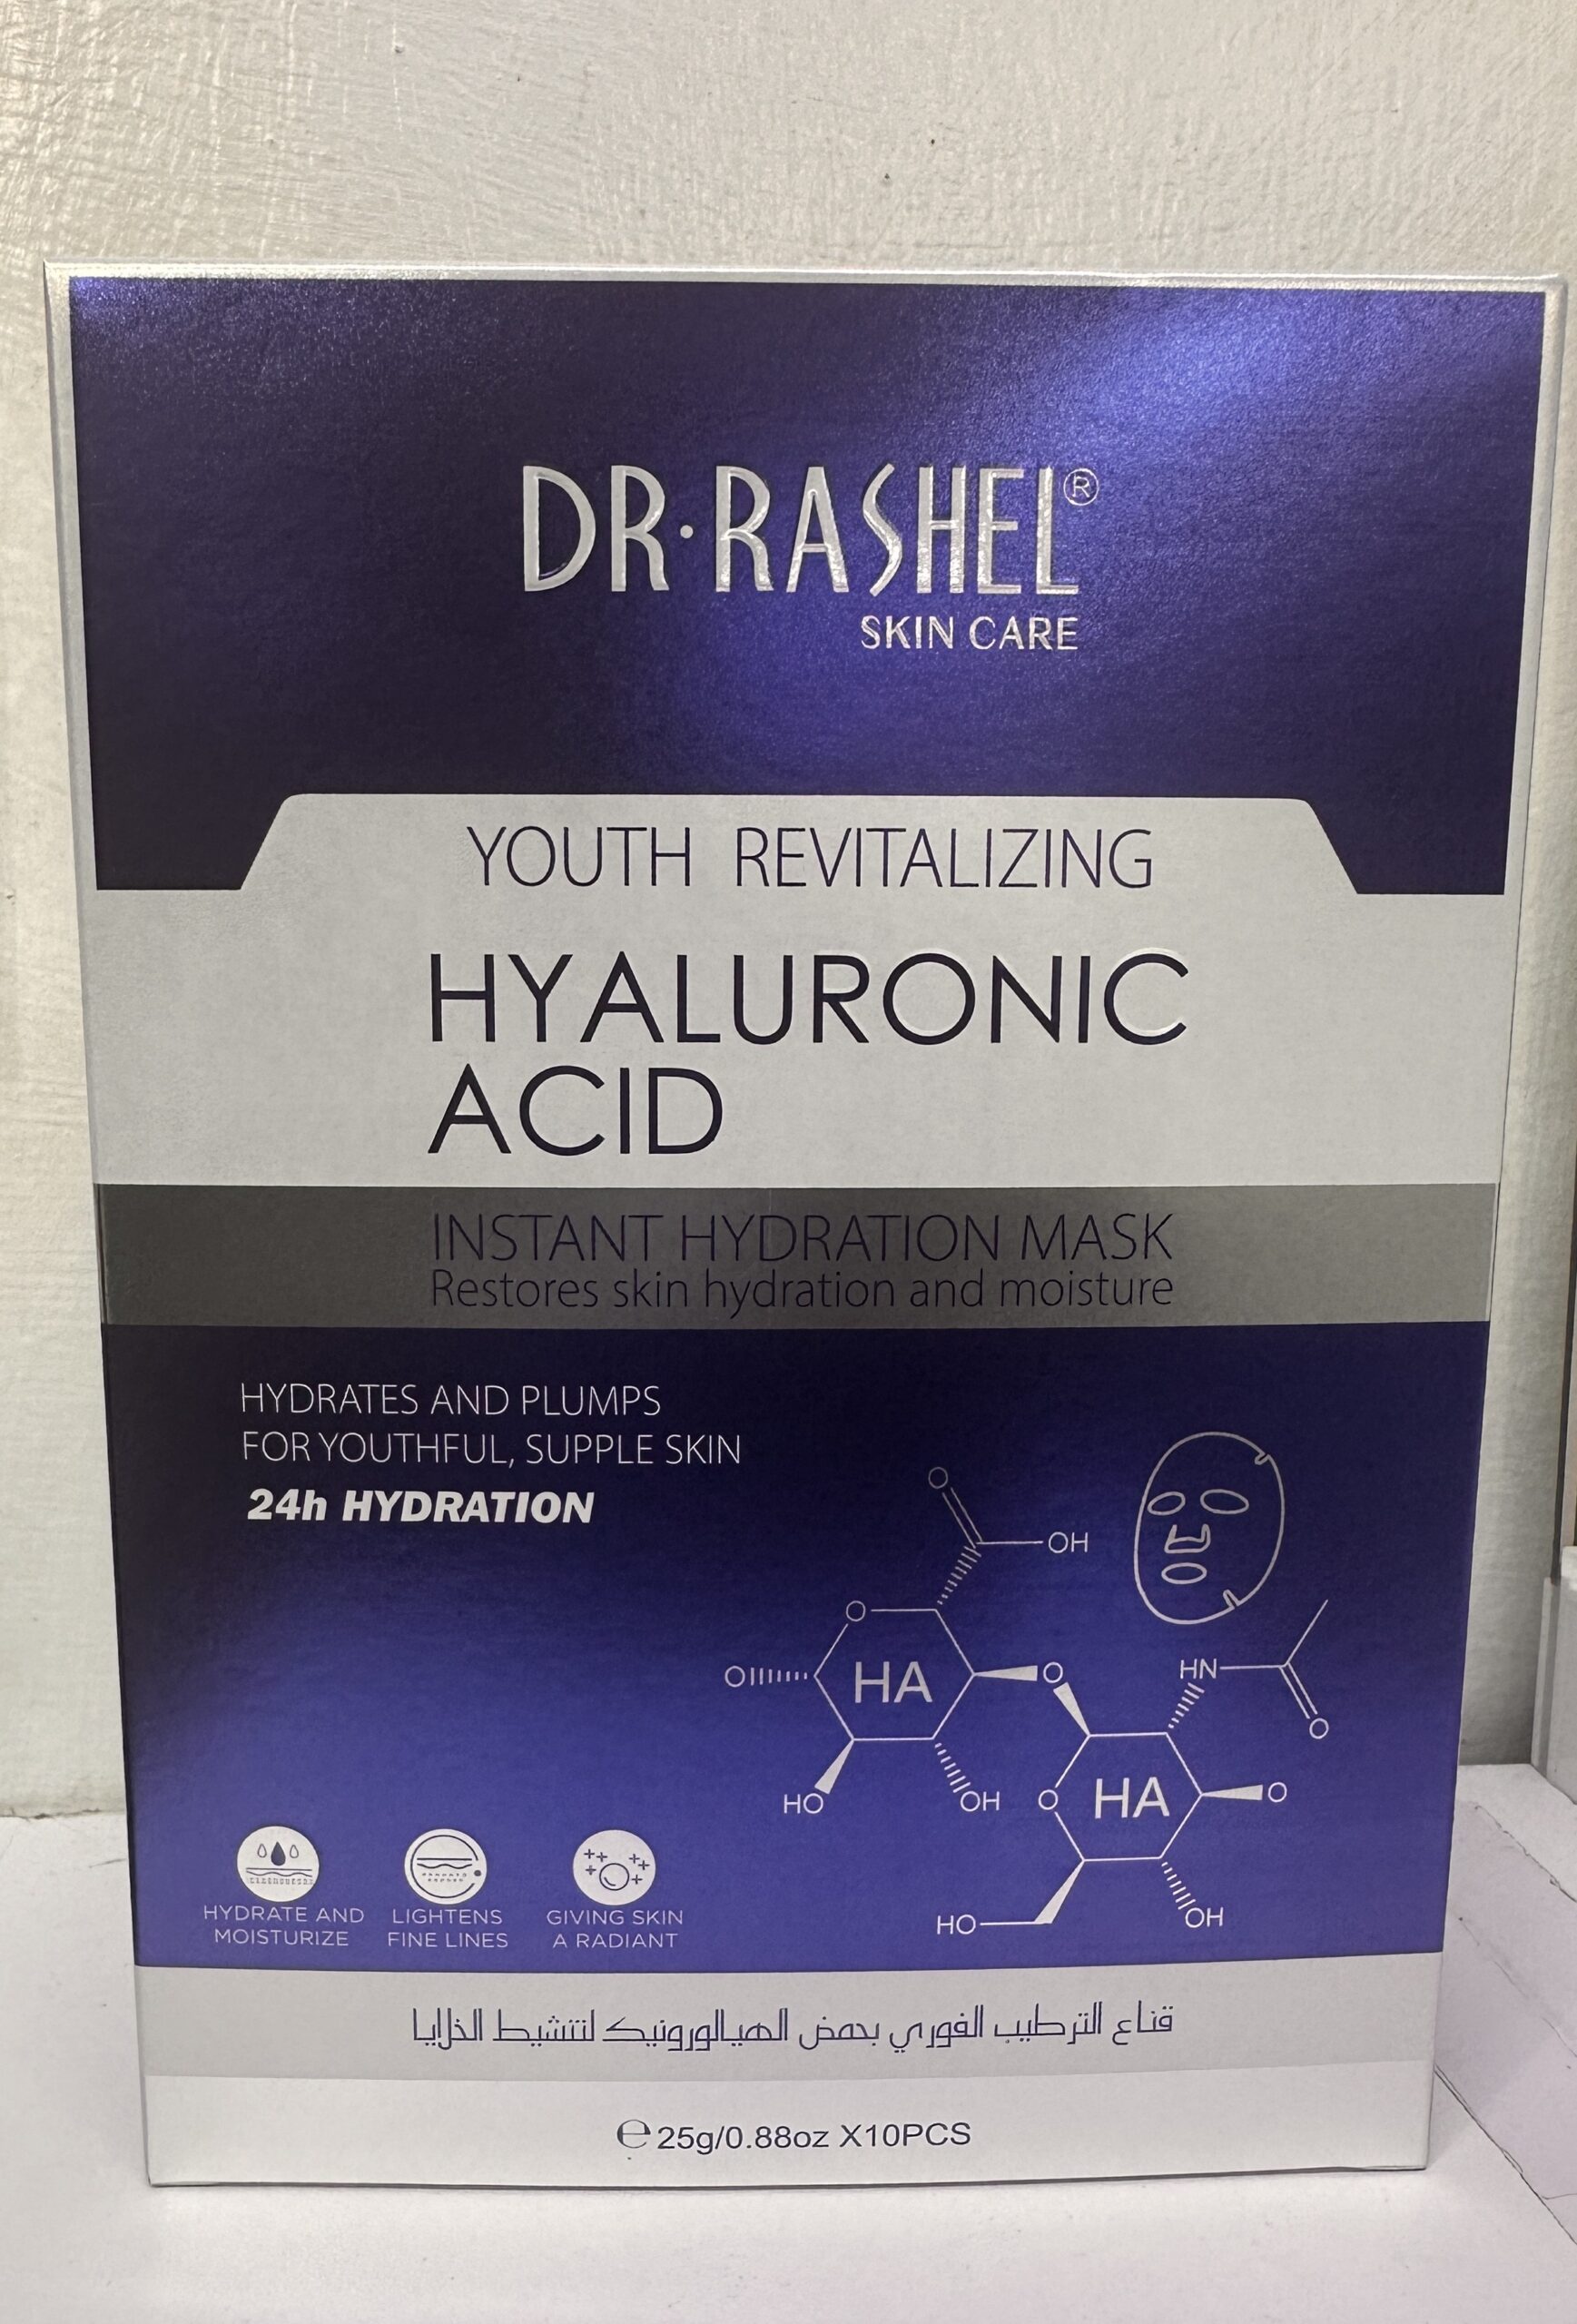 DR·RASHEL®
SKIN CARE
YOUTH REVITALIZING
HYALURONIC
ACID
INSTANT HYDRATION MASK
Restores skin hydration and moisture
HYDRATES AND PLUMPS
FOR YOUTHFUL, SUPPLE SKIN
24h HYDRATION
O
OH
O
O
HA
O
HN
O
HO
OH
O
HA
O
HO
OH
HYDRATE AND
MOISTURIZE
LIGHTENS
FINE LINES
GIVING SKIN
A RADIANT
قناع الترطيب الفوري بحمض الهيالورونيك لتنشيط الخلايا
℮ 25g/0.88oz X10PCS